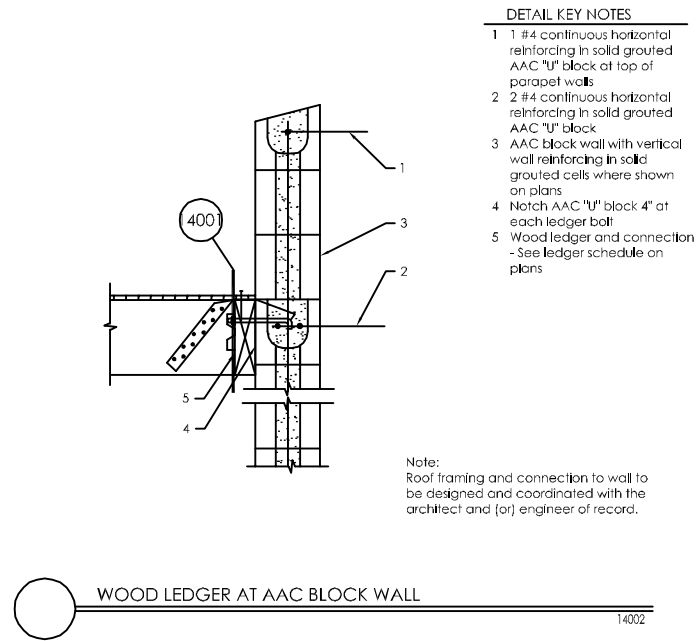 DETAIL KEY NOTES
1 1 #4 continuous horizontal
reinforcing in solid grouted
AAC "U" block at top of
parapet walls
2 2 #4 continuous horizontal
reinforcing in solid grouted
AAC "U" block
3 AAC block wall with vertical
wall reinforcing in solid
grouted cells where shown
on plans
4 Notch AAC "U" block 4" at
each ledger bolt
5 Wood ledger and connection
- See ledger schedule on
plans
1
14001
3
2
5
4
Note:
Roof framing and connection to wall to
be designed and coordinated with the
architect and (or) engineer of record.
WOOD LEDGER AT AAC BLOCK WALL
14002